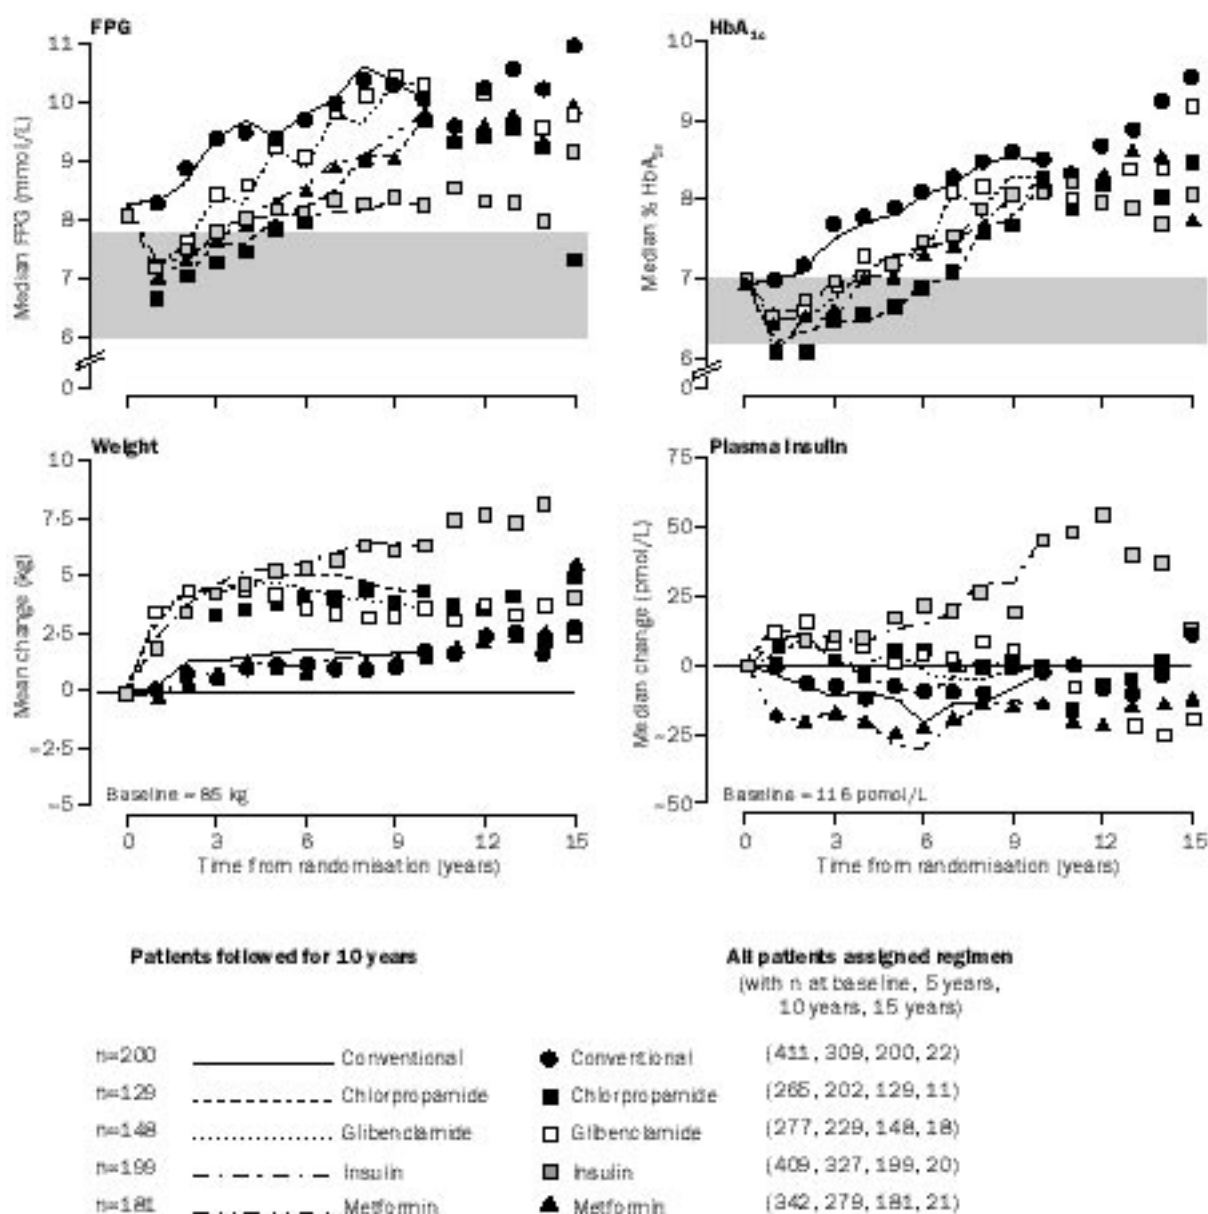 FPG
Median FPG (mmol/L)
11
10
9
8
7
6
0
HbA1c
Median % HbA1c
10
9
8
7
6
0
Weight
Mean change (kg)
10
7·5
5
2·5
0
−2·5
−5
Baseline = 85 kg
0 3 6 9 12 15
Time from randomisation (years)
Plasma insulin
Median change (pmol/L)
75
50
25
0
−25
−50
Baseline = 116 pomol/L
0 3 6 9 12 15
Time from randomisation (years)
Patients followed for 10 years
n=200 Conventional
n=129 Chlorpropamide
n=148 Glibenclamide
n=199 Insulin
n=181 Metformin
All patients assigned regimen
(with n at baseline, 5 years,
10 years, 15 years)
Conventional (411, 309, 200, 22)
Chlorpropamide (265, 202, 129, 11)
Glibenclamide (277, 229, 148, 18)
Insulin (409, 327, 199, 20)
Metformin (342, 279, 181, 21)